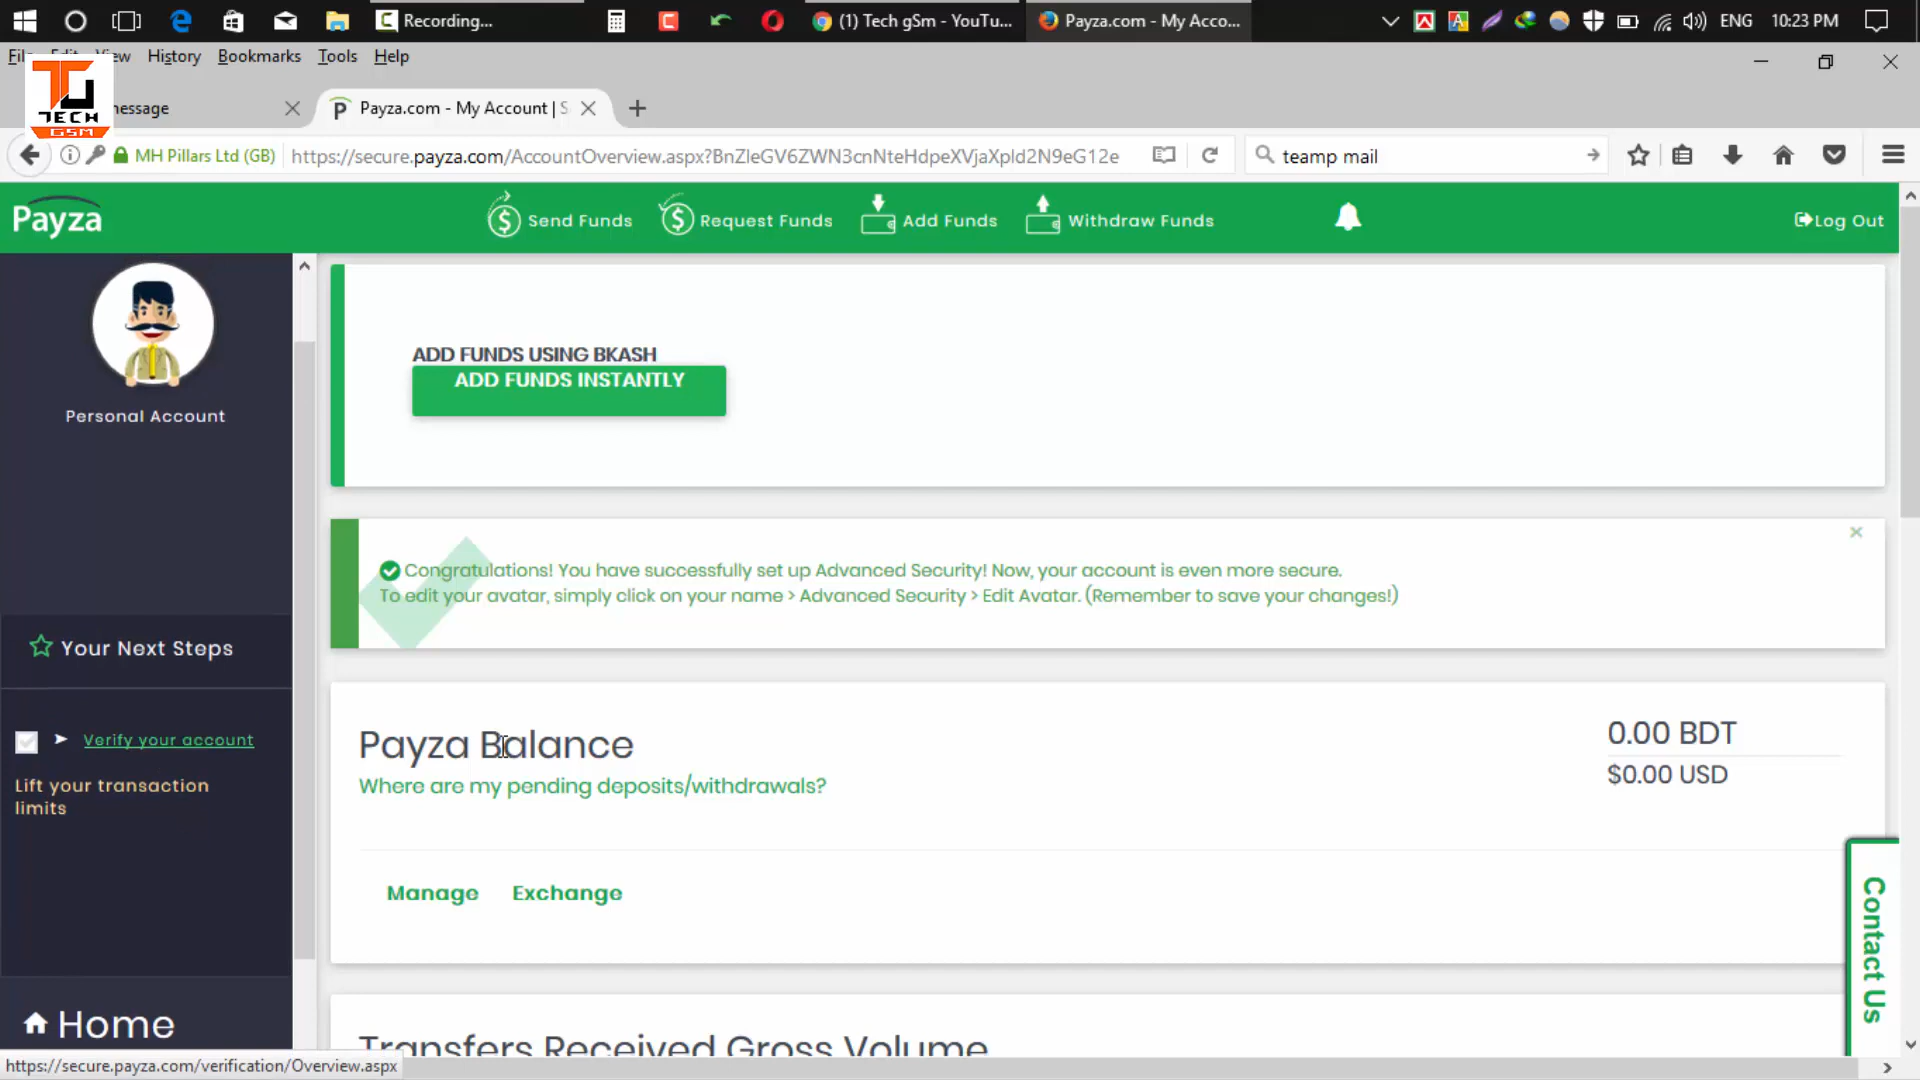 Recording...
(1) Tech gSm - YouTu...
Payza.com - My Acco...
ENG
10:23 PM
History
Bookmarks
Tools
Help
TECH
GSM
Payza.com - My Account | S
MH Pillars Ltd (GB)
https://secure.payza.com/AccountOverview.aspx?BnZleGV6ZWN3cnNteHdpeXVjaXpld2N9eG12e
teamp mail
Payza
Send Funds
Request Funds
Add Funds
Withdraw Funds
Log Out
Personal Account
ADD FUNDS USING BKASH
ADD FUNDS INSTANTLY
Congratulations! You have successfully set up Advanced Security! Now, your account is even more secure.
To edit your avatar, simply click on your name > Advanced Security > Edit Avatar. (Remember to save your changes!)
Your Next Steps
Verify your account
Lift your transaction
limits
Payza Balance
Where are my pending deposits/withdrawals?
0.00 BDT
$0.00 USD
Manage
Exchange
Contact Us
Home
Transfers Received Gross Volume
https://secure.payza.com/verification/Overview.aspx